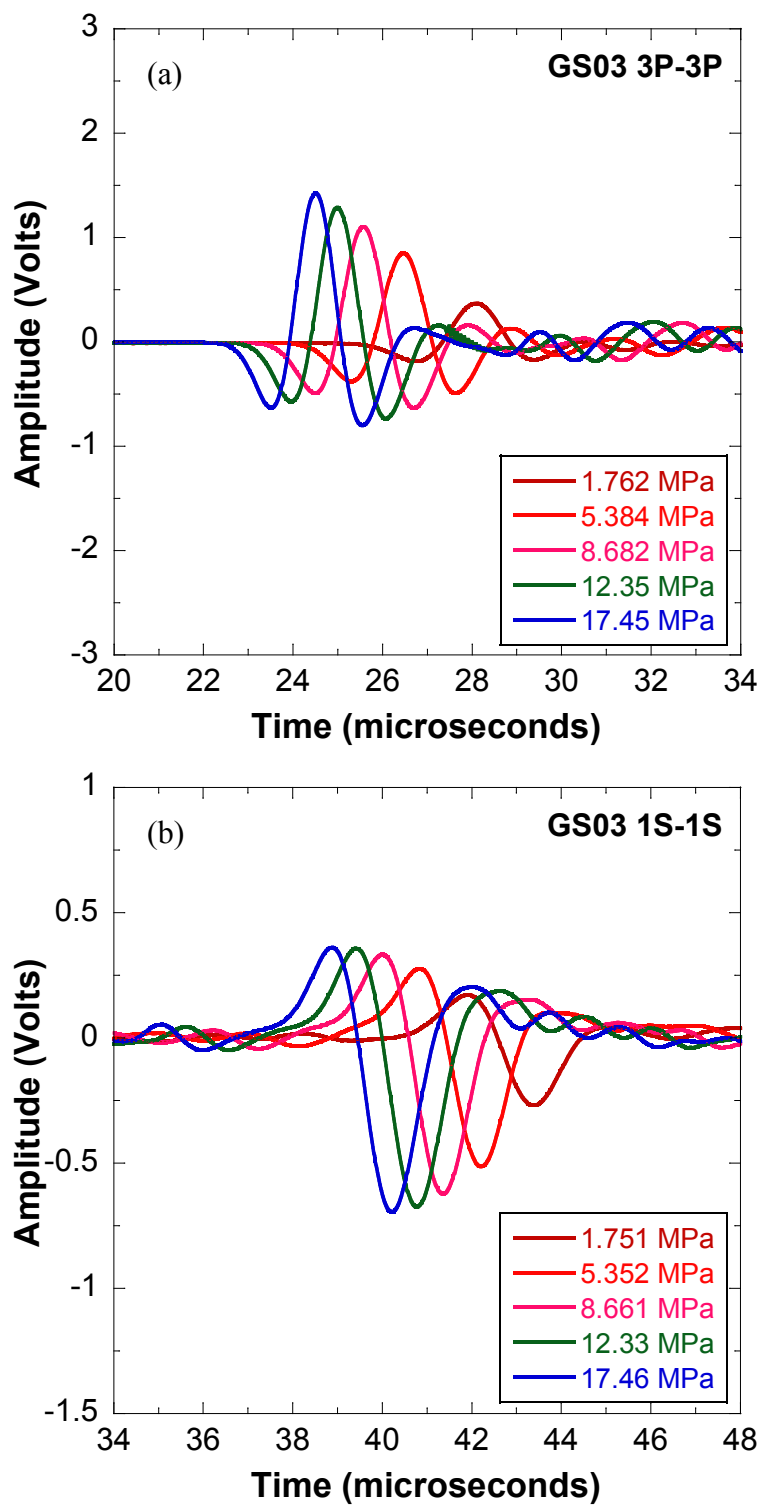 (a)
GS03 3P-3P
3
2
1
0
-1
-2
-3
Amplitude (Volts)
1.762 MPa
5.384 MPa
8.682 MPa
12.35 MPa
17.45 MPa
20 22 24 26 28 30 32 34
Time (microseconds)
(b)
GS03 1S-1S
1
0.5
0
-0.5
-1
-1.5
Amplitude (Volts)
1.751 MPa
5.352 MPa
8.661 MPa
12.33 MPa
17.46 MPa
34 36 38 40 42 44 46 48
Time (microseconds)